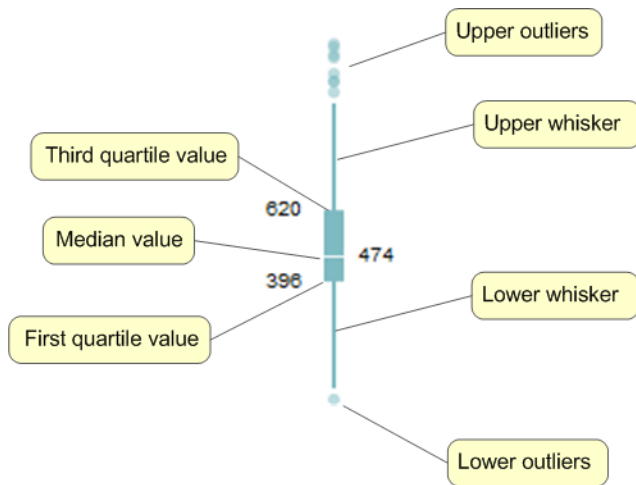 Upper outliers
Upper whisker
Third quartile value
620
Median value
474
396
Lower whisker
First quartile value
Lower outliers